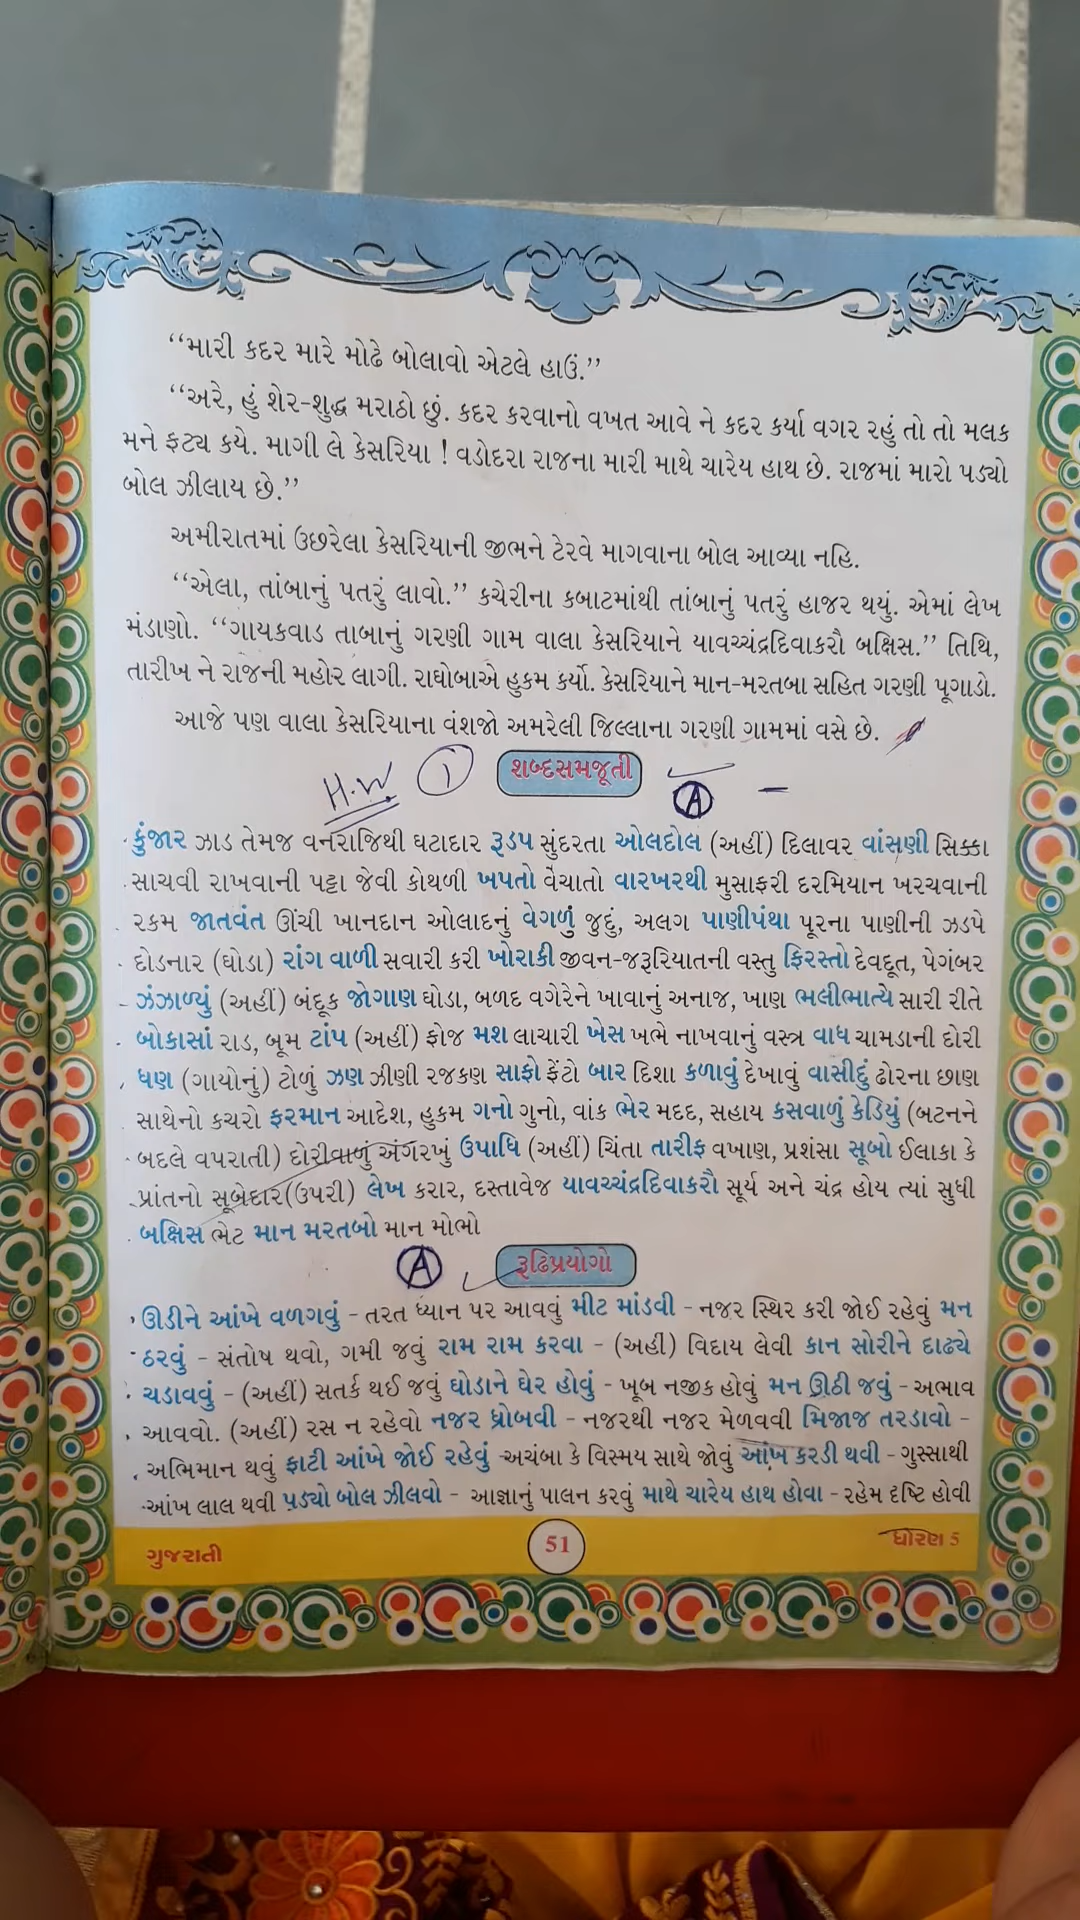 ‘‘મારી કદર મારે મોઢે બોલાવો એટલે હાઉં.’’
‘‘અરે, હું શેર-શુદ્ધ મરાઠો છું. કદર કરવાનો વખત આવે ને કદર કર્યા વગર રહું તો તો મલક
મને ફટ્ય કયે. માગી લે કેસરિયા ! વડોદરા રાજના મારી માથે ચારેય હાથ છે. રાજમાં મારો પડ્યો
બોલ ઝીલાય છે.’’
અમીરાતમાં ઉછરેલા કેસરિયાની જીભને ટેરવે માગવાના બોલ આવ્યા નહિ.
‘‘એલા, તાંબાનું પતરું લાવો.’’ કચેરીના કબાટમાંથી તાંબાનું પતરું હાજર થયું. એમાં લેખ
મંડાણો. ‘‘ગાયકવાડ તાબાનું ગરણી ગામ વાલા કેસરિયાને યાવચ્ચંદ્રદિવાકરૌ બક્ષિસ.’’ તિથિ,
તારીખ ને રાજની મહોર લાગી. રાઘોબાએ હુકમ કર્યો. કેસરિયાને માન-મરતબા સહિત ગરણી પૂગાડો.
આજે પણ વાલા કેસરિયાના વંશજો અમરેલી જિલ્લાના ગરણી ગામમાં વસે છે.
H.W 1 શબ્દસમજૂતી A
કુંજાર ઝાડ તેમજ વનરાજિથી ઘટાદાર રૂડપ સુંદરતા ઓલદોલ (અહીં) દિલાવર વાંસણી સિક્કા
સાચવી રાખવાની પટ્ટા જેવી કોથળી ખપતો વેચાતો વારખરથી મુસાફરી દરમિયાન ખરચવાની
રકમ જાતવંત ઊંચી ખાનદાન ઓલાદનું વેગળું જુદું, અલગ પાણીપંથા પૂરના પાણીની ઝડપે
દોડનાર (ઘોડા) રાંગ વાળી સવારી કરી ખોરાકી જીવન-જરૂરિયાતની વસ્તુ ફિરસ્તો દેવદૂત, પેગંબર
ઝંઝાળ્યું (અહીં) બંદૂક જોગાણ ઘોડા, બળદ વગેરેને ખાવાનું અનાજ, ખાણ ભલીભાત્યે સારી રીતે
બોકાસાં રાડ, બૂમ ટાંપ (અહીં) ફોજ મશ લાચારી ખેસ ખભે નાખવાનું વસ્ત્ર વાધ ચામડાની દોરી
ધણ (ગાયોનું) ટોળું ઝણ ઝીણી રજકણ સાફો ફેંટો બાર દિશા કળાવું દેખાવું વાસીદું ઢોરના છાણ
સાથેનો કચરો ફરમાન આદેશ, હુકમ ગનો ગુનો, વાંક ભેર મદદ, સહાય કસવાળું કેડિયું (બટનને
બદલે વપરાતી) દોરીવાળું અંગરખું ઉપાધિ (અહીં) ચિંતા તારીફ વખાણ, પ્રશંસા સૂબો ઈલાકા કે
પ્રાંતનો સૂબેદાર(ઉપરી) લેખ કરાર, દસ્તાવેજ યાવચ્ચંદ્રદિવાકરૌ સૂર્ય અને ચંદ્ર હોય ત્યાં સુધી
બક્ષિસ ભેટ માન મરતબો માન મોભો
A રૂઢિપ્રયોગો
ઊડીને આંખે વળગવું - તરત ધ્યાન પર આવવું મીટ માંડવી - નજર સ્થિર કરી જોઈ રહેવું મન
ઠરવું - સંતોષ થવો, ગમી જવું રામ રામ કરવા - (અહીં) વિદાય લેવી કાન સોરીને દાઢ્યે
ચડાવવું - (અહીં) સતર્ક થઈ જવું ઘોડાને ઘેર હોવું - ખૂબ નજીક હોવું મન ઊઠી જવું - અભાવ
આવવો. (અહીં) રસ ન રહેવો નજર ધ્રોબવી - નજરથી નજર મેળવવી મિજાજ તરડાવો -
અભિમાન થવું ફાટી આંખે જોઈ રહેવું -અચંબા કે વિસ્મય સાથે જોવું આંખ કરડી થવી - ગુસ્સાથી
આંખ લાલ થવી પડ્યો બોલ ઝીલવો - આજ્ઞાનું પાલન કરવું માથે ચારેય હાથ હોવા - રહેમ દૃષ્ટિ હોવી
ગુજરાતી 51 ધોરણ 5